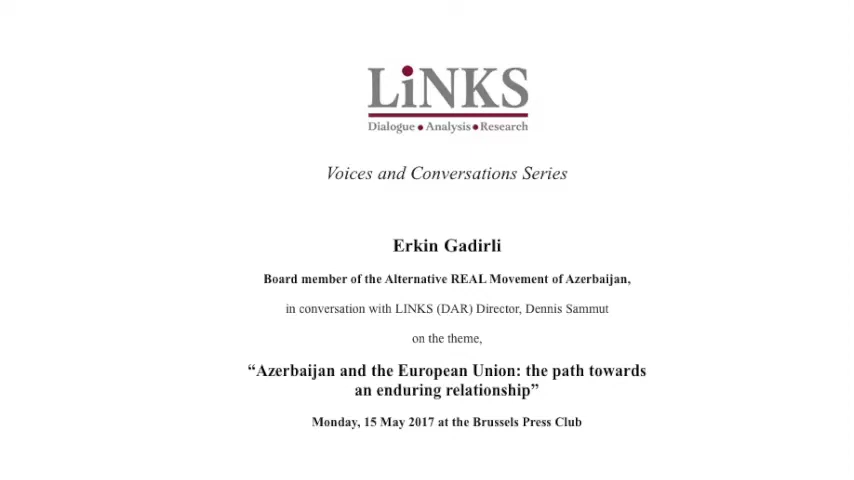 LiNKS
Dialogue ● Analysis ● Research
Voices and Conversations Series
Erkin Gadirli
Board member of the Alternative REAL Movement of Azerbaijan,
in conversation with LINKS (DAR) Director, Dennis Sammut
on the theme,
“Azerbaijan and the European Union: the path towards
an enduring relationship”
Monday, 15 May 2017 at the Brussels Press Club